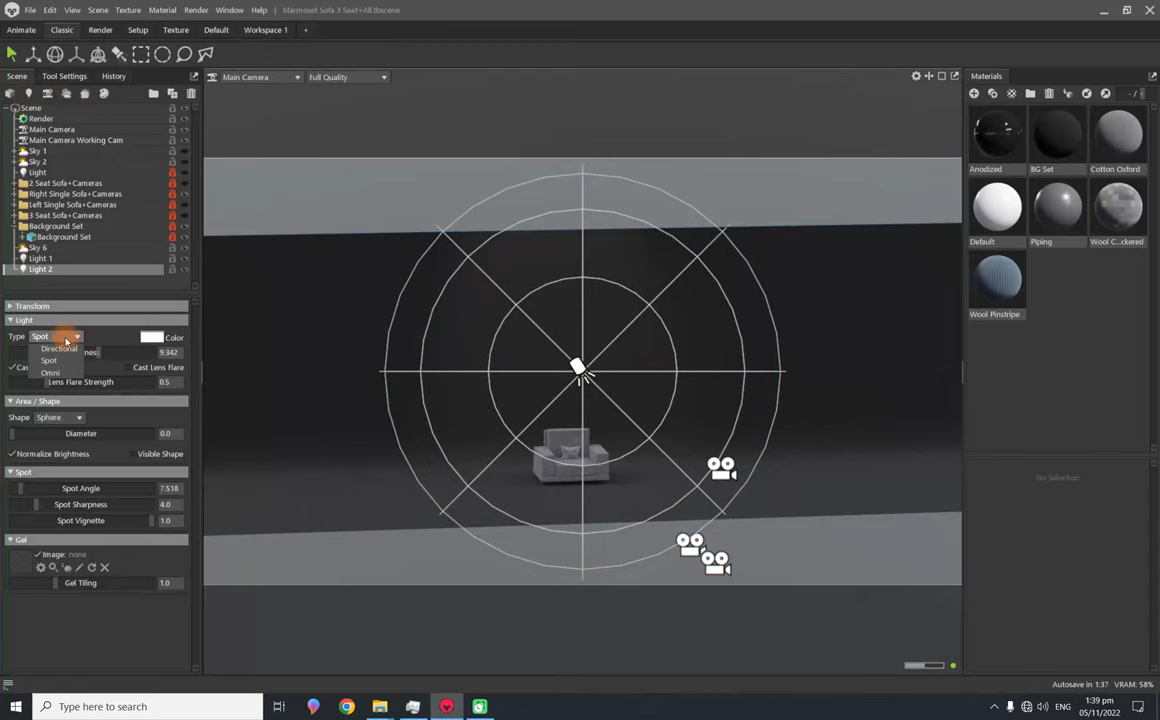 File Edit View Scene Texture Material Render Window Help Marmoset Sofa 3 Seat+All.tbscene
Animate Classic Render Setup Texture Default Workspace 1 +
Scene Tool Settings History Main Camera Full Quality Materials
- /
Scene
Render
Main Camera
Main Camera Working Cam
Sky 1
Sky 2
Light
2 Seat Sofa+Cameras
Right Single Sofa+Cameras
Left Single Sofa+Cameras
3 Seat Sofa+Cameras
Background Set
Background Set
Sky 6
Light 1
Light 2
Anodized BG Set Cotton Oxford
Default Piping Wool C...ckered
Wool Pinstripe
Transform
Light
Type Spot Color
Directional
9.342
Spot
Cast Lens Flare
Omni
Lens Flare Strength 0.5
Area / Shape
Shape Sphere
Diameter 0.0
Normalize Brightness Visible Shape
Spot
Spot Angle 7.518
Spot Sharpness 4.0
Spot Vignette 1.0
Gel
Image: none
Gel Tiling 1.0
No Selection
Autosave in 1:37 VRAM: 58%
Type here to search
ENG
1:39 pm
05/11/2022